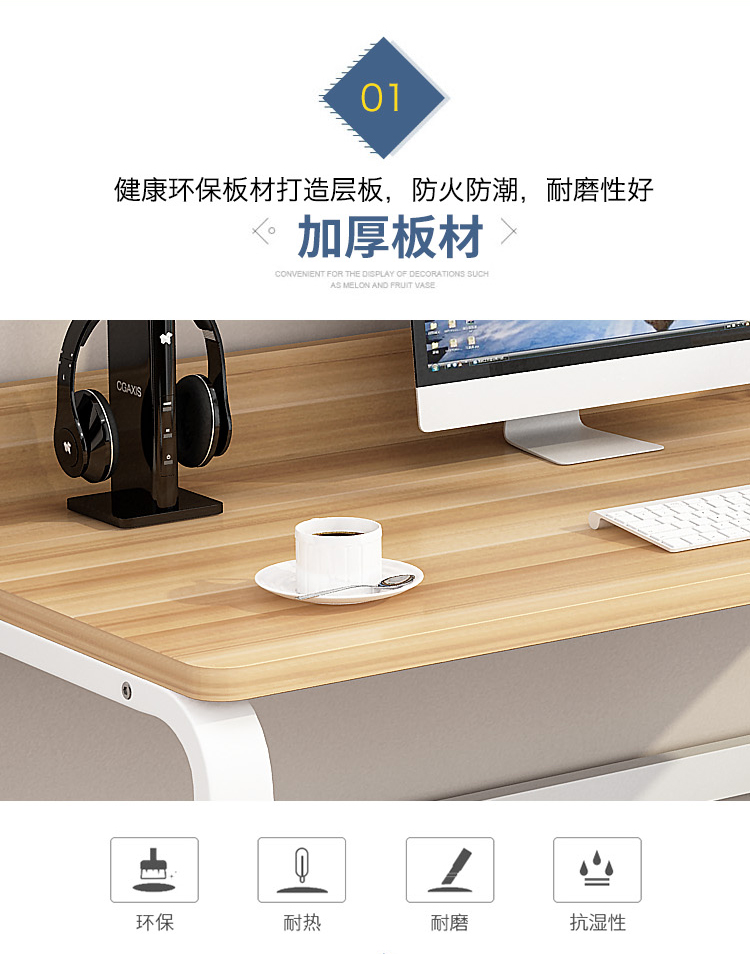 01
健康环保板材打造层板，防火防潮，耐磨性好
加厚板材
CONVENIENT FOR THE DISPLAY OF DECORATIONS SUCH
AS MELON AND FRUIT VASE
CGAXIS
环保
耐热
耐磨
抗湿性